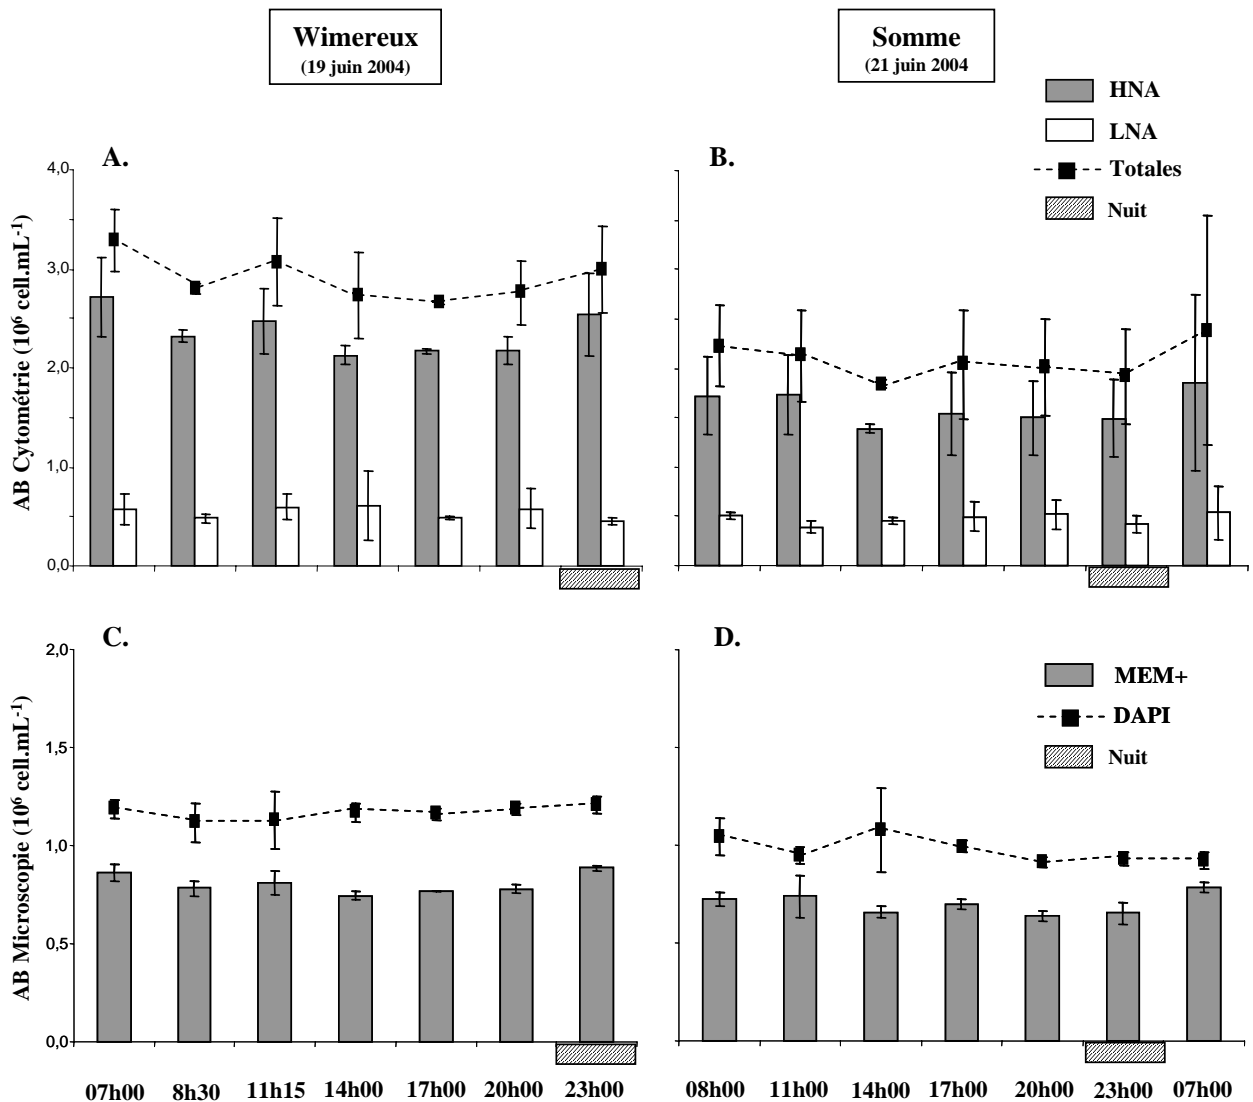 Wimereux
(19 juin 2004)
Somme
(21 juin 2004
HNA
LNA
Totales
Nuit
A.
B.
AB Cytométrie (10⁶ cell.mL⁻¹)
4,0
3,0
2,0
1,0
0,0
C.
D.
AB Microscopie (10⁶ cell.mL⁻¹)
2,0
1,5
1,0
0,5
0,0
MEM+
DAPI
Nuit
07h00 8h30 11h15 14h00 17h00 20h00 23h00
08h00 11h00 14h00 17h00 20h00 23h00 07h00